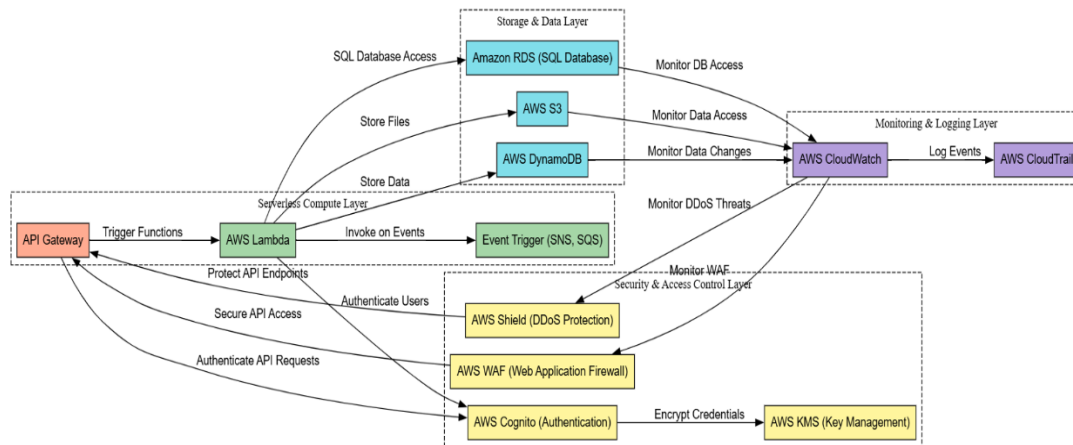 Storage & Data Layer
SQL Database Access
Amazon RDS (SQL Database)
Monitor DB Access
Store Files
AWS S3
Monitor Data Access
Monitoring & Logging Layer
Store Data
AWS DynamoDB
Monitor Data Changes
AWS CloudWatch
Log Events
AWS CloudTrail
Serverless Compute Layer
Monitor DDoS Threats
API Gateway
Trigger Functions
AWS Lambda
Invoke on Events
Event Trigger (SNS, SQS)
Protect API Endpoints
Monitor WAF
Security & Access Control Layer
Authenticate Users
Secure API Access
AWS Shield (DDoS Protection)
Authenticate API Requests
AWS WAF (Web Application Firewall)
AWS Cognito (Authentication)
Encrypt Credentials
AWS KMS (Key Management)